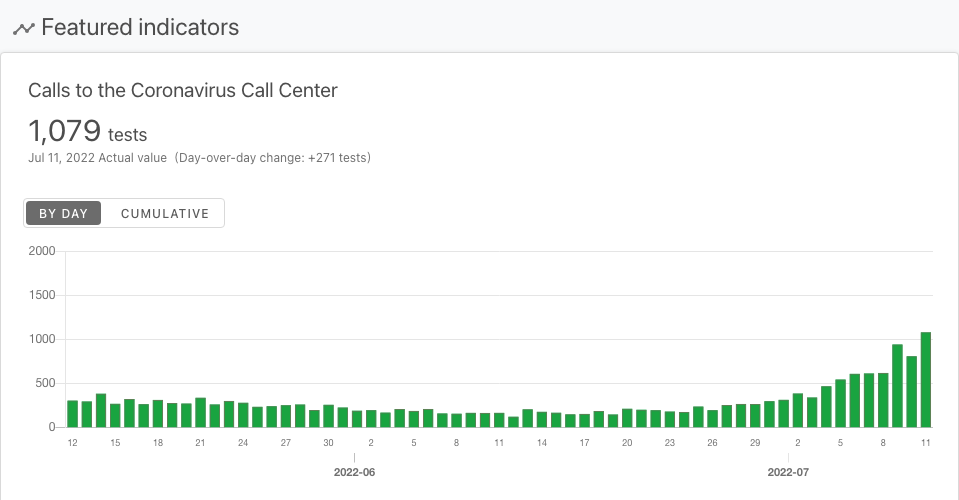 Featured indicators
Calls to the Coronavirus Call Center
1,079 tests
Jul 11, 2022 Actual value (Day-over-day change: +271 tests)
BY DAY CUMULATIVE
2000
1500
1000
500
0
12 15 18 21 24 27 30 2 5 8 11 14 17 20 23 26 29 2 5 8 11
2022-06 2022-07